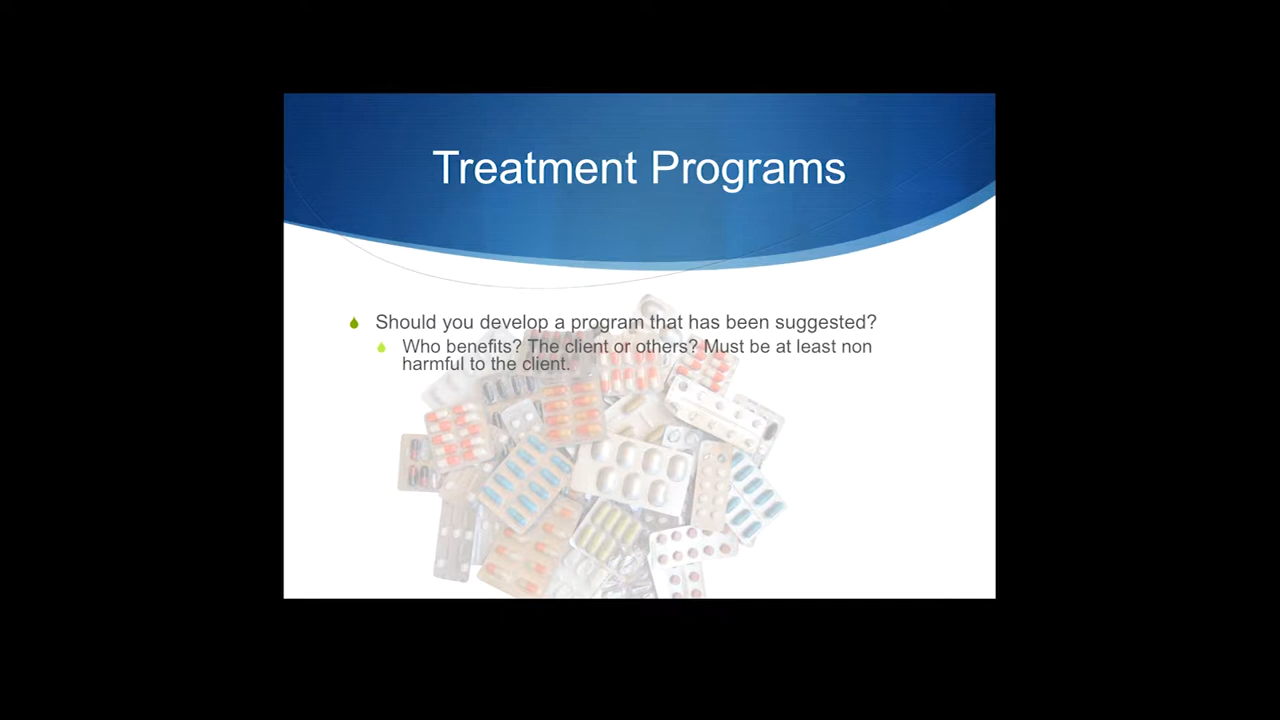 Treatment Programs
Should you develop a program that has been suggested?
Who benefits? The client or others? Must be at least non
harmful to the client.